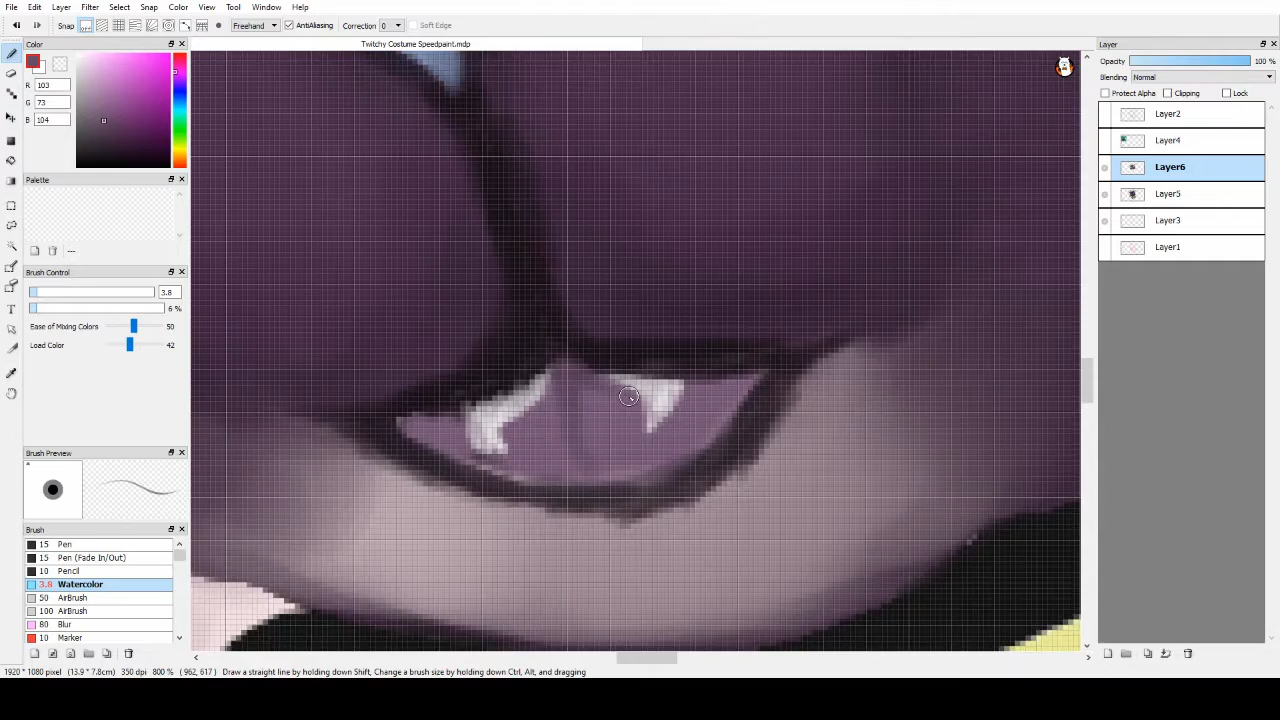 File Edit Layer Filter Select Snap Color View Tool Window Help
Snap Freehand AntiAliasing Correction 0 Soft Edge
Color
R 103
G 73
B 104
Palette
---
Brush Control
3.8
6 %
Ease of Mixing Colors 50
Load Color 42
Brush Preview
Brush
15 Pen
15 Pen (Fade In/Out)
10 Pencil
3.8 Watercolor
50 AirBrush
100 AirBrush
80 Blur
10 Marker
Twitchy Costume Speedpaint.mdp
Layer
Opacity 100 %
Blending Normal
Protect Alpha Clipping Lock
Layer2
Layer4
Layer6
Layer5
Layer3
Layer1
1920 * 1080 pixel (13.9 * 7.8cm) 350 dpi 800 % ( 962, 617 ) Draw a straight line by holding down Shift, Change a brush size by holding down Ctrl, Alt, and dragging